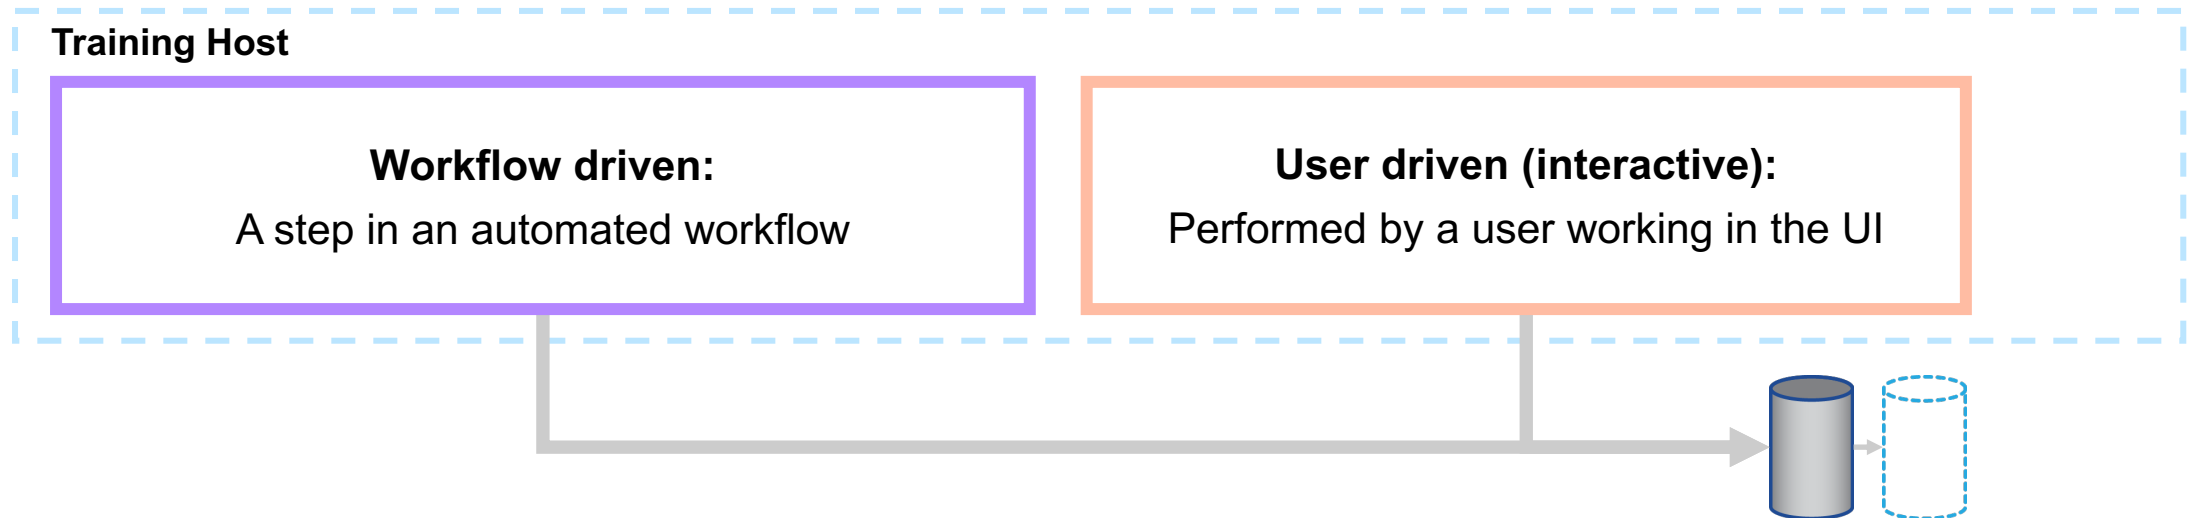 Training Host
Workflow driven:
A step in an automated workflow
User driven (interactive):
Performed by a user working in the UI